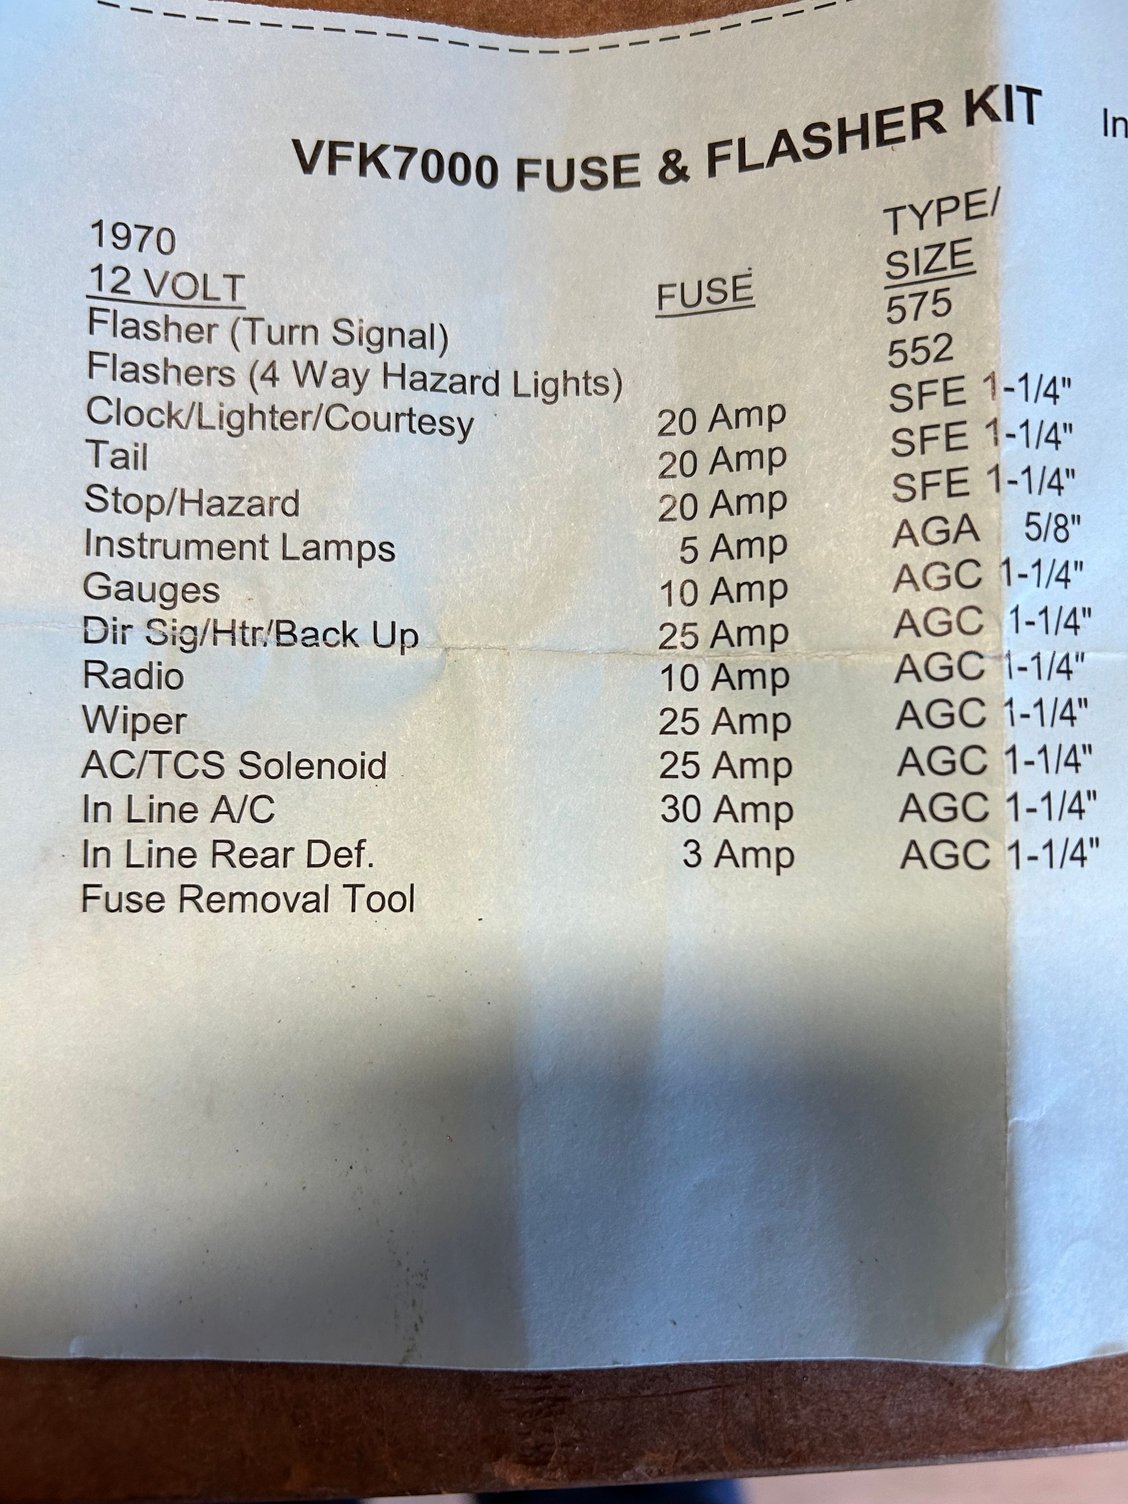 VFK7000 FUSE & FLASHER KIT
In
1970 TYPE/
12 VOLT FUSE SIZE
Flasher (Turn Signal) 575
Flashers (4 Way Hazard Lights) 552
Clock/Lighter/Courtesy 20 Amp SFE 1-1/4"
Tail 20 Amp SFE 1-1/4"
Stop/Hazard 20 Amp SFE 1-1/4"
Instrument Lamps 5 Amp AGA 5/8"
Gauges 10 Amp AGC 1-1/4"
Dir Sig/Htr/Back Up 25 Amp AGC 1-1/4"
Radio 10 Amp AGC 1-1/4"
Wiper 25 Amp AGC 1-1/4"
AC/TCS Solenoid 25 Amp AGC 1-1/4"
In Line A/C 30 Amp AGC 1-1/4"
In Line Rear Def. 3 Amp AGC 1-1/4"
Fuse Removal Tool